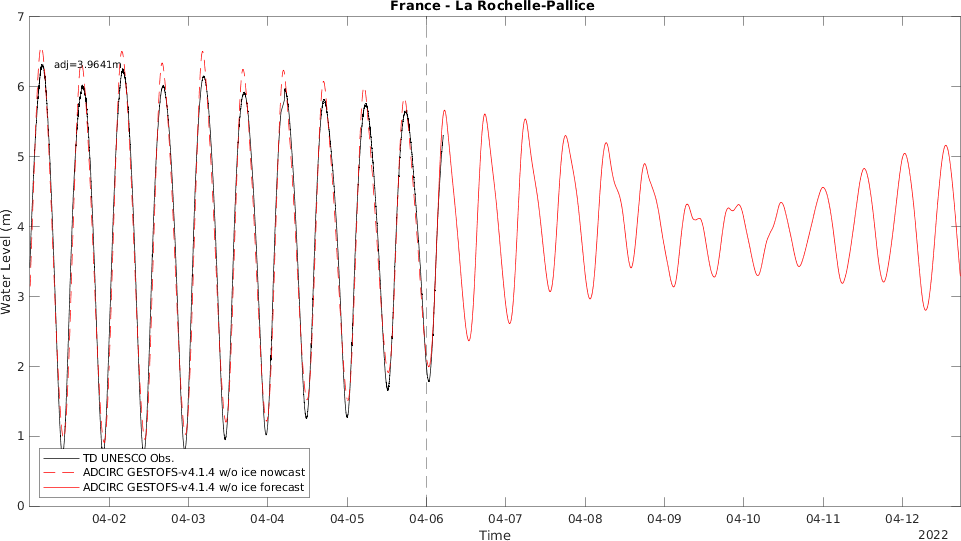 France - La Rochelle-Pallice
7
6
5
4
3
2
1
0
Water Level (m)
adj=3.9641m
TD UNESCO Obs.
ADCIRC GESTOFS-v4.1.4 w/o ice nowcast
ADCIRC GESTOFS-v4.1.4 w/o ice forecast
04-02 04-03 04-04 04-05 04-06 04-07 04-08 04-09 04-10 04-11 04-12
Time
2022